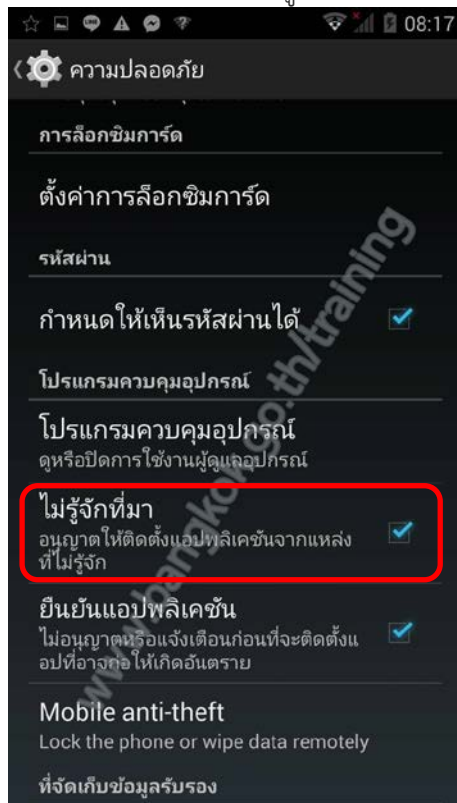 08:17
ความปลอดภัย
การล็อกซิมการ์ด
ตั้งค่าการล็อกซิมการ์ด
รหัสผ่าน
กำหนดให้เห็นรหัสผ่านได้
โปรแกรมควบคุมอุปกรณ์
โปรแกรมควบคุมอุปกรณ์
ดูหรือปิดการใช้งานผู้ดูแลอุปกรณ์
ไม่รู้จักที่มา
อนุญาตให้ติดตั้งแอปพลิเคชันจากแหล่ง
ที่ไม่รู้จัก
ยืนยันแอปพลิเคชัน
ไม่อนุญาตหรือแจ้งเตือนก่อนที่จะติดตั้งแ
อปที่อาจก่อให้เกิดอันตราย
Mobile anti-theft
Lock the phone or wipe data remotely
ที่จัดเก็บข้อมูลรับรอง
www.bangkok.go.th/training